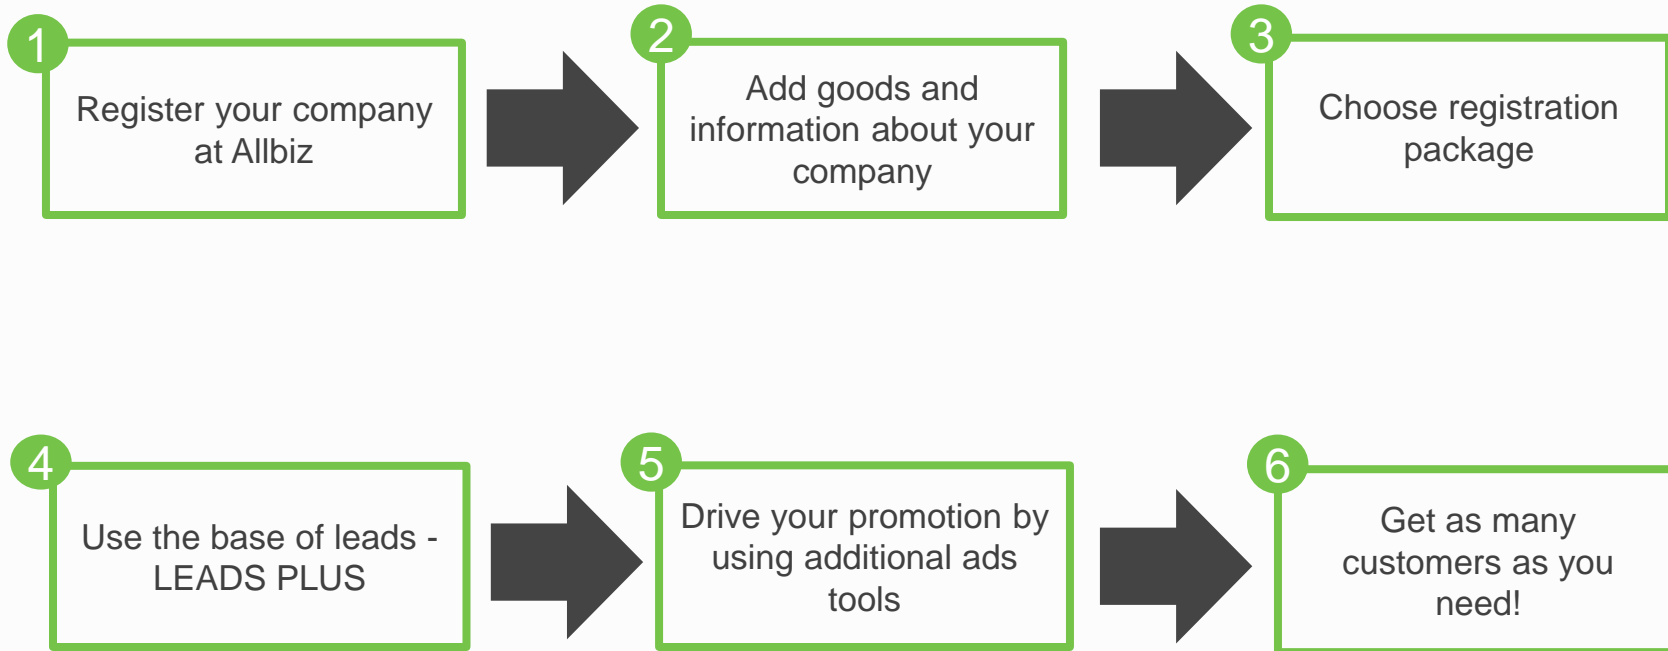 1
Register your company
at Allbiz
2
Add goods and
information about your
company
3
Choose registration
package
4
Use the base of leads -
LEADS PLUS
5
Drive your promotion by
using additional ads
tools
6
Get as many
customers as you
need!